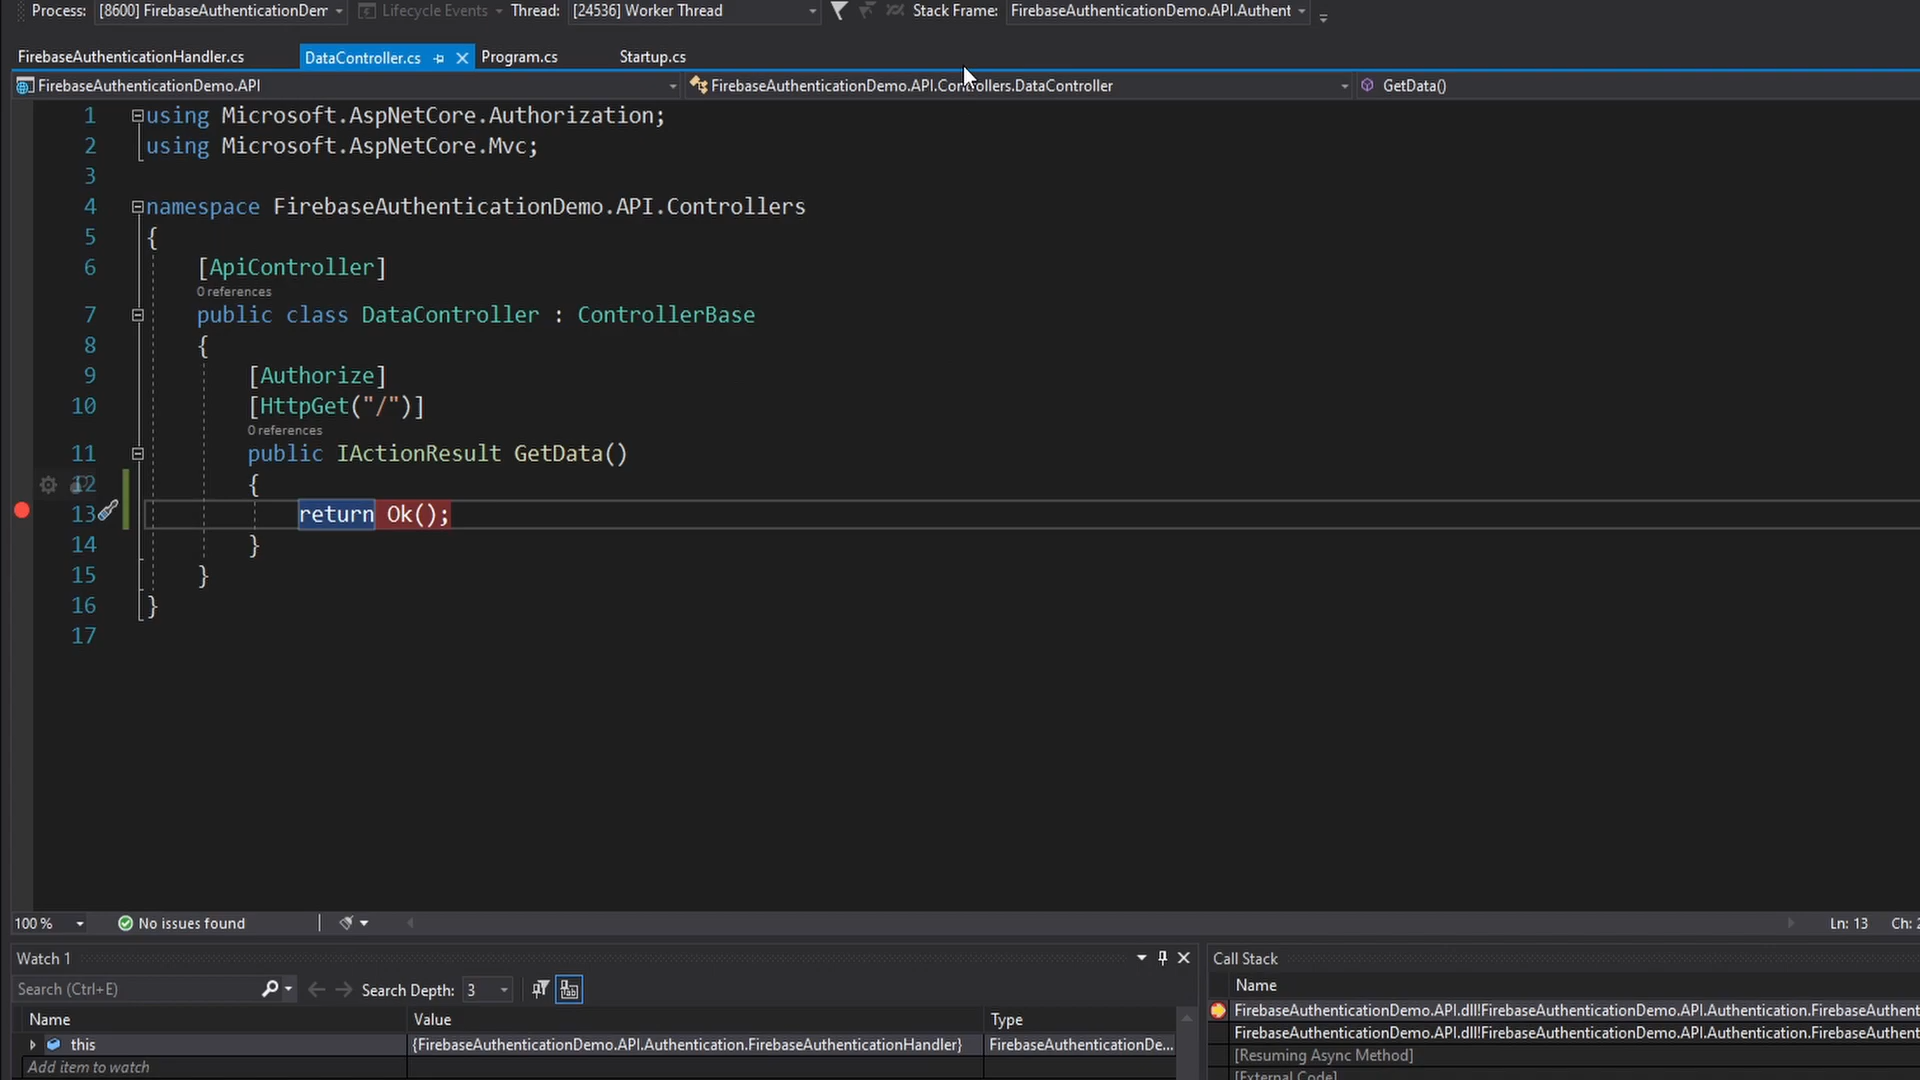 Process: [8600] FirebaseAuthenticationDem Lifecycle Events Thread: [24536] Worker Thread Stack Frame: FirebaseAuthenticationDemo.API.Authent
FirebaseAuthenticationHandler.cs DataController.cs Program.cs Startup.cs
FirebaseAuthenticationDemo.API FirebaseAuthenticationDemo.API.Controllers.DataController GetData()
1 using Microsoft.AspNetCore.Authorization;
2 using Microsoft.AspNetCore.Mvc;
3
4 namespace FirebaseAuthenticationDemo.API.Controllers
5 {
6 [ApiController]
0 references
7 public class DataController : ControllerBase
8 {
9 [Authorize]
10 [HttpGet("/")]
0 references
11 public IActionResult GetData()
12 {
13 return Ok();
14 }
15 }
16 }
17
100 % No issues found Ln: 13 Ch: 2
Watch 1
Search (Ctrl+E) Search Depth: 3
Name Value Type
this {FirebaseAuthenticationDemo.API.Authentication.FirebaseAuthenticationHandler} FirebaseAuthenticationDe...
Add item to watch
Call Stack
Name
FirebaseAuthenticationDemo.API.dll!FirebaseAuthenticationDemo.API.Authentication.FirebaseAuthentic
FirebaseAuthenticationDemo.API.dll!FirebaseAuthenticationDemo.API.Authentication.FirebaseAuthentic
[Resuming Async Method]
[External Code]